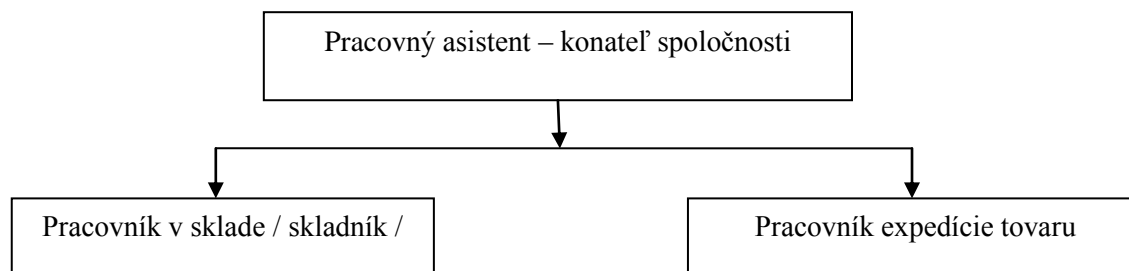 Pracovný asistent – konateľ spoločnosti
Pracovník v sklade / skladník /
Pracovník expedície tovaru